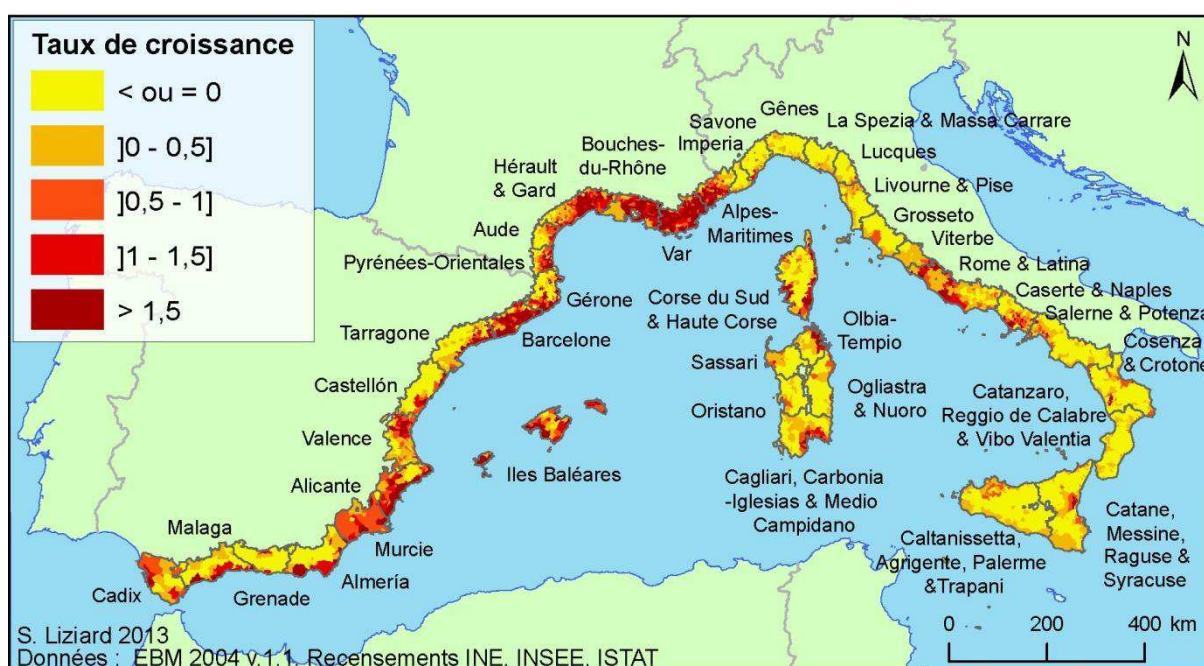 Taux de croissance
< ou = 0
]0 - 0,5]
]0,5 - 1]
]1 - 1,5]
> 1,5
N
Gênes
Savone
Imperia
La Spezia & Massa Carrare
Lucques
Bouches-
du-Rhône
Hérault
& Gard
Livourne & Pise
Aude
Alpes-
Maritimes
Grosseto
Viterbe
Var
Pyrénées-Orientales
Rome & Latina
Gérone
Corse du Sud
& Haute Corse
Caserte & Naples
Salerne & Potenza
Tarragone
Barcelone
Olbia-
Tempio
Cosenza
& Crotone
Sassari
Castellón
Ogliastra
& Nuoro
Catanzaro,
Reggio de Calabre
& Vibo Valentia
Oristano
Valence
Iles Baléares
Alicante
Cagliari, Carbonia
-Iglesias & Medio
Campidano
Malaga
Murcie
Catane,
Messine,
Raguse &
Syracuse
Caltanissetta,
Agrigente, Palerme
&Trapani
Cadix
Grenade
Almería
0 200 400 km
S. Liziard 2013
Données : EBM 2004 v.1.1, Recensements INE, INSEE, ISTAT